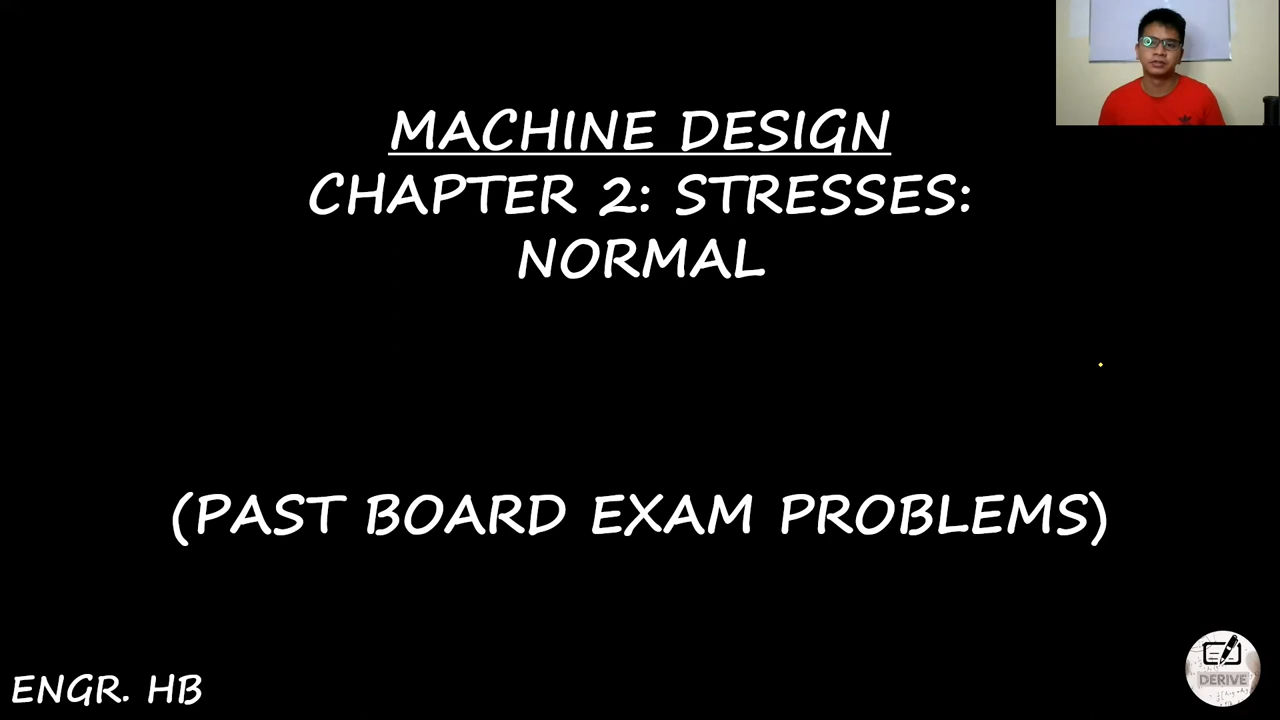 MACHINE DESIGN
CHAPTER 2: STRESSES:
NORMAL
(PAST BOARD EXAM PROBLEMS)
ENGR. HB
DERIVE